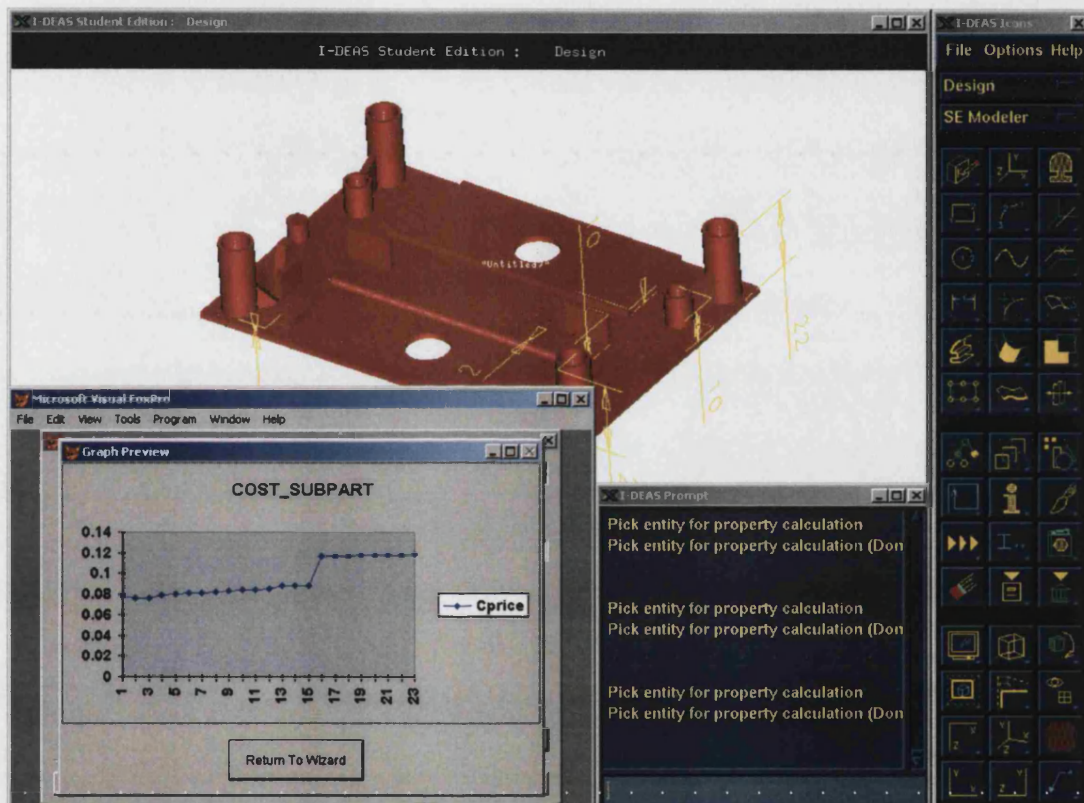 I-DEAS Student Edition : Design
I-DEAS Student Edition : Design
I-DEAS Icons
File Options Help
Design
SE Modeler
"Untitled7"
2
22
Microsoft Visual FoxPro
File Edit View Tools Program Window Help
Graph Preview
COST_SUBPART
0.14
0.12
0.1
0.08
0.06
0.04
0.02
0
1 3 5 7 9 11 13 15 17 19 21 23
Cprice
Return To Wizard
I-DEAS Prompt
Pick entity for property calculation
Pick entity for property calculation (Don
Pick entity for property calculation
Pick entity for property calculation (Don
Pick entity for property calculation
Pick entity for property calculation (Don